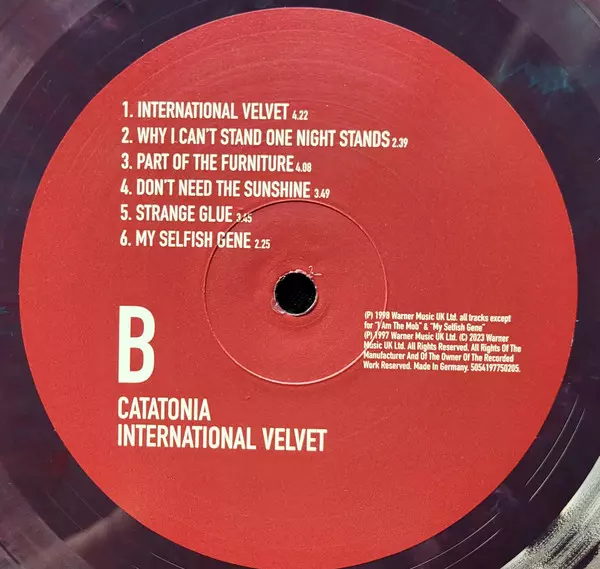 1. INTERNATIONAL VELVET 4.22
2. WHY I CAN'T STAND ONE NIGHT STANDS 2.39
3. PART OF THE FURNITURE 4.08
4. DON'T NEED THE SUNSHINE 3.49
5. STRANGE GLUE 3.45
6. MY SELFISH GENE 2.25
(P) 1998 Warner Music UK Ltd. all tracks except
for "I Am The Mob" & "My Selfish Gene"
(P) 1997 Warner Music UK Ltd. (C) 2023 Warner
Music UK Ltd. All Rights Reserved. All Rights Of The
Manufacturer And Of The Owner Of The Recorded
Work Reserved. Made In Germany. 5054197750205.
B
CATATONIA
INTERNATIONAL VELVET